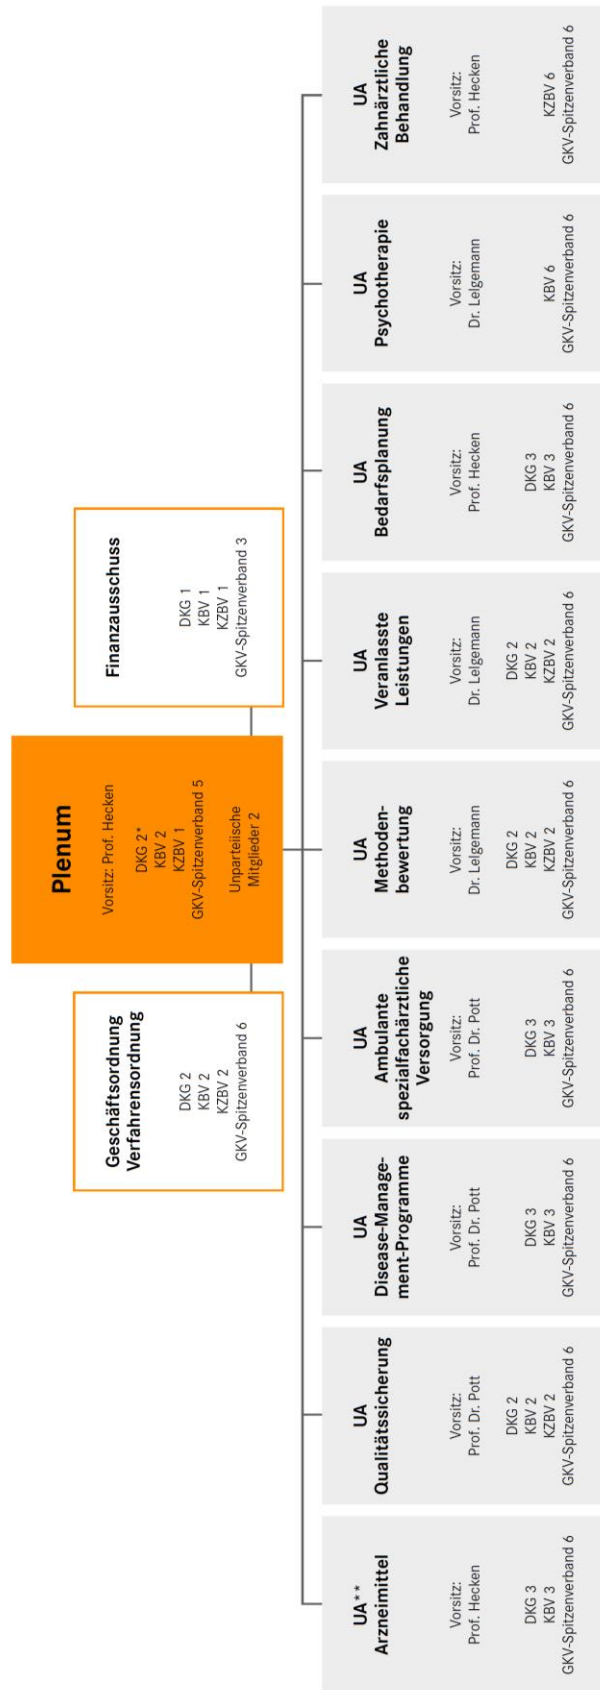 Plenum
Vorsitz: Prof. Hecken
DKG 2*
KBV 2
KZBV 1
GKV-Spitzenverband 5
Unparteiische
Mitglieder 2
Geschäftsordnung
Verfahrensordnung
DKG 2
KBV 2
KZBV 2
GKV-Spitzenverband 6
Finanzausschuss
DKG 1
KBV 1
KZBV 1
GKV-Spitzenverband 3
UA**
Arzneimittel
Vorsitz:
Prof. Hecken
DKG 3
KBV 3
GKV-Spitzenverband 6
UA
Qualitätssicherung
Vorsitz:
Prof. Dr. Pott
DKG 2
KBV 2
KZBV 2
GKV-Spitzenverband 6
UA
Disease-Manage-
ment-Programme
Vorsitz:
Prof. Dr. Pott
DKG 3
KBV 3
GKV-Spitzenverband 6
UA
Ambulante
spezialfachärztliche
Versorgung
Vorsitz:
Prof. Dr. Pott
DKG 3
KBV 3
GKV-Spitzenverband 6
UA
Methoden-
bewertung
Vorsitz:
Dr. Lelgemann
DKG 2
KBV 2
KZBV 2
GKV-Spitzenverband 6
UA
Veranlasste
Leistungen
Vorsitz:
Dr. Lelgemann
DKG 2
KBV 2
KZBV 2
GKV-Spitzenverband 6
UA
Bedarfsplanung
Vorsitz:
Prof. Hecken
DKG 3
KBV 3
GKV-Spitzenverband 6
UA
Psychotherapie
Vorsitz:
Dr. Lelgemann
KBV 6
GKV-Spitzenverband 6
UA
Zahnärztliche
Behandlung
Vorsitz:
Prof. Hecken
KZBV 6
GKV-Spitzenverband 6